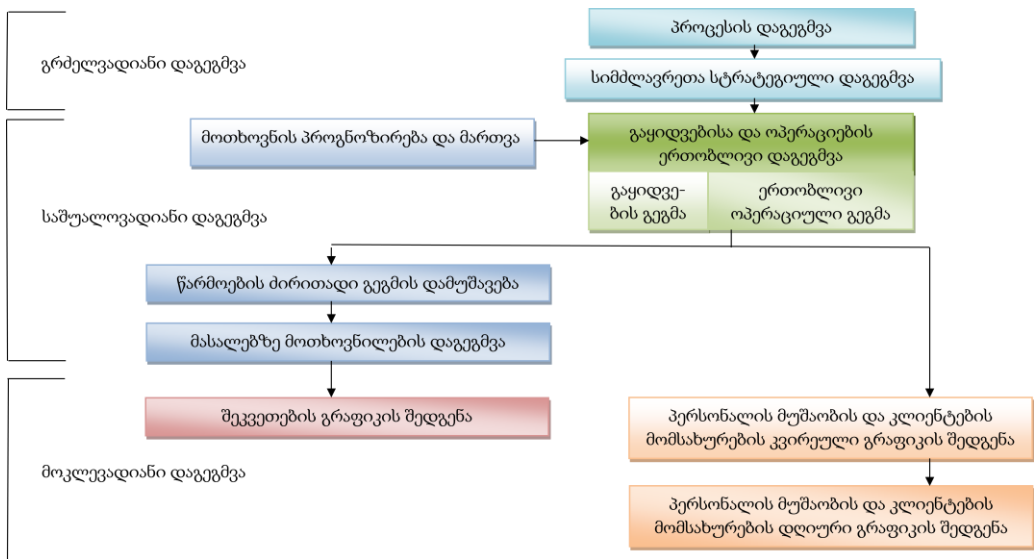 პროცესის დაგეგმვა
გრძელვადიანი დაგეგმვა
სიმძლავრეთა სტრატეგიული დაგეგმვა
მოთხოვნის პროგნოზირება და მართვა
გაყიდვებისა და ოპერაციების
ერთობლივი დაგეგმვა
გაყიდვე-
ბის გეგმა
ერთობლივი
ოპერაციული გეგმა
საშუალოვადიანი დაგეგმვა
წარმოების ძირითადი გეგმის დამუშავება
მასალებზე მოთხოვნილების დაგეგმვა
შეკვეთების გრაფიკის შედგენა
პერსონალის მუშაობის და კლიენტების
მომსახურების კვირეული გრაფიკის შედგენა
მოკლევადიანი დაგეგმვა
პერსონალის მუშაობის და კლიენტების
მომსახურების დღიური გრაფიკის შედგენა